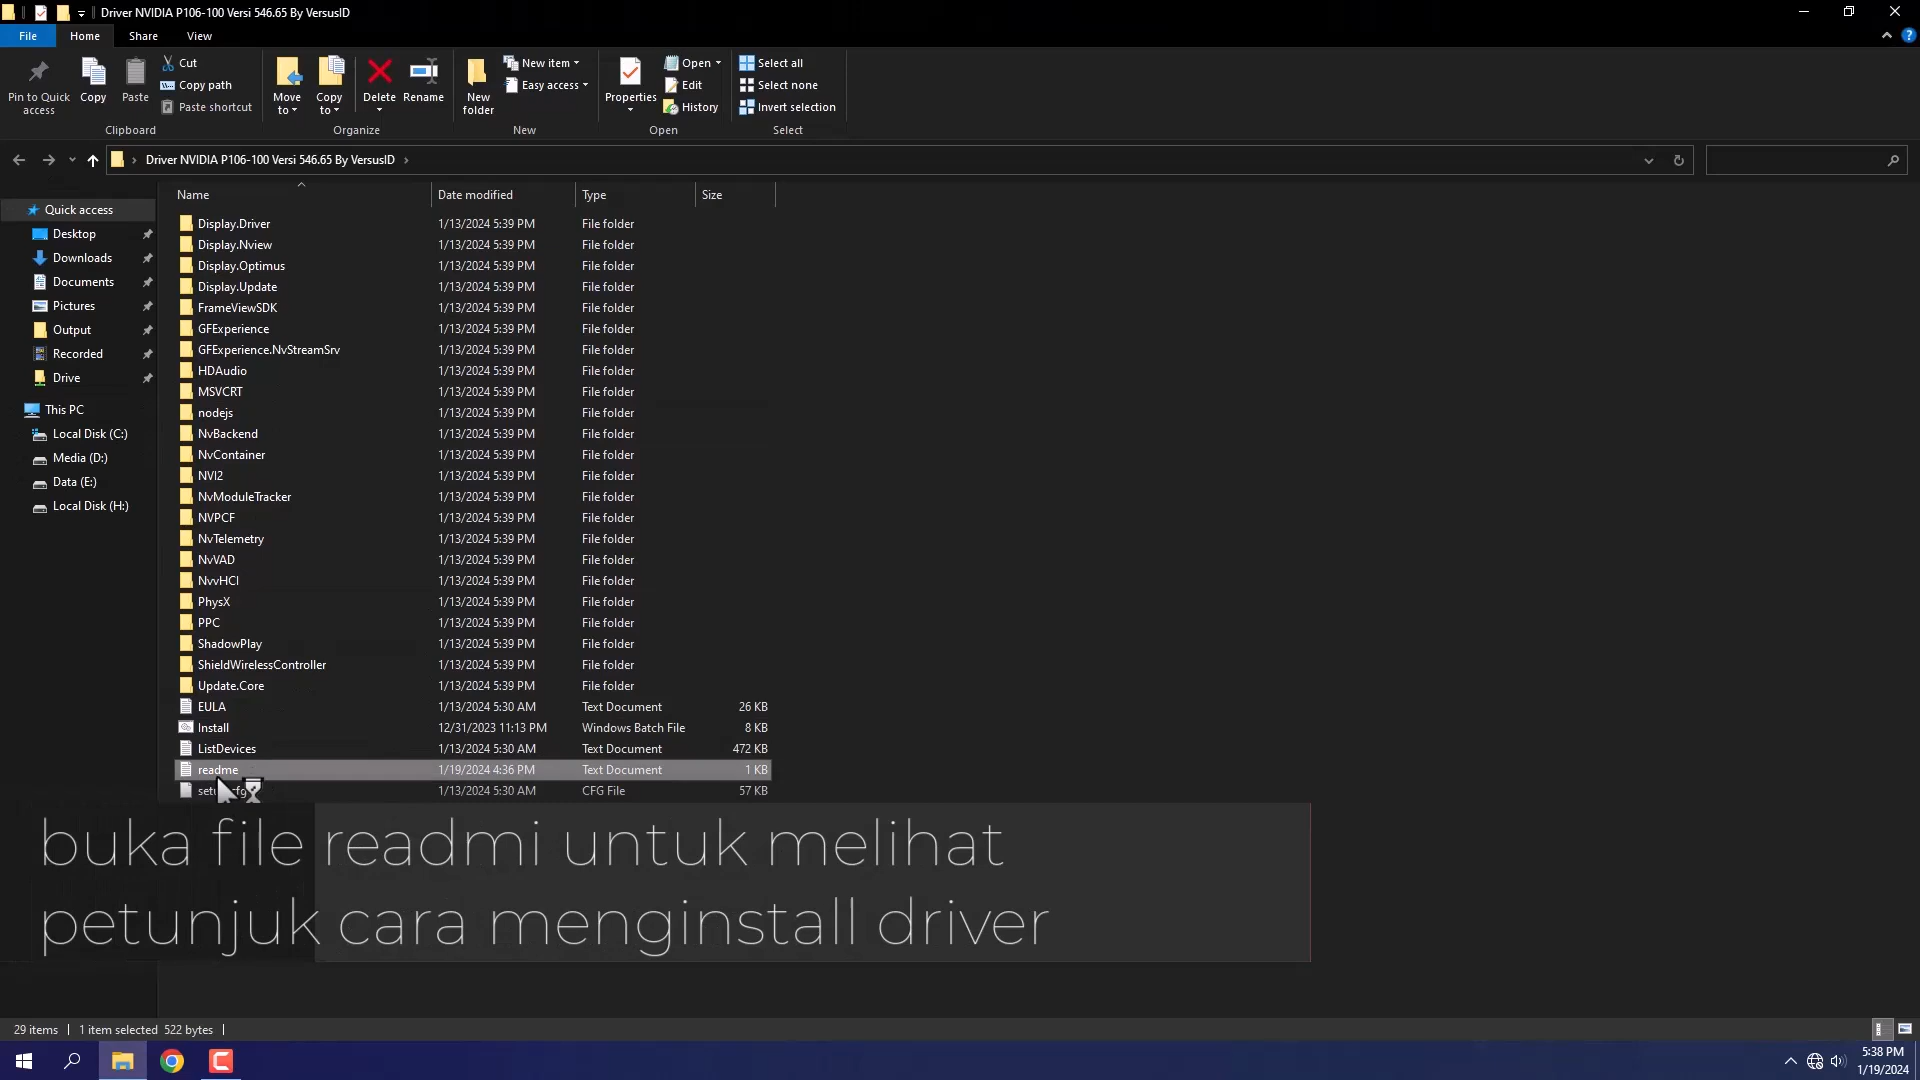 Driver NVIDIA P106-100 Versi 546.65 By VersusID
File Home Share View
Pin to Quick access
Copy
Paste
Cut
Copy path
Paste shortcut
Clipboard
Move to
Copy to
Delete
Rename
Organize
New folder
New item
Easy access
New
Properties
Open
Edit
History
Open
Select all
Select none
Invert selection
Select
Driver NVIDIA P106-100 Versi 546.65 By VersusID
Quick access
Desktop
Downloads
Documents
Pictures
Output
Recorded
Drive
This PC
Local Disk (C:)
Media (D:)
Data (E:)
Local Disk (H:)
Name Date modified Type Size
Display.Driver 1/13/2024 5:39 PM File folder
Display.Nview 1/13/2024 5:39 PM File folder
Display.Optimus 1/13/2024 5:39 PM File folder
Display.Update 1/13/2024 5:39 PM File folder
FrameViewSDK 1/13/2024 5:39 PM File folder
GFExperience 1/13/2024 5:39 PM File folder
GFExperience.NvStreamSrv 1/13/2024 5:39 PM File folder
HDAudio 1/13/2024 5:39 PM File folder
MSVCRT 1/13/2024 5:39 PM File folder
nodejs 1/13/2024 5:39 PM File folder
NvBackend 1/13/2024 5:39 PM File folder
NvContainer 1/13/2024 5:39 PM File folder
NVI2 1/13/2024 5:39 PM File folder
NvModuleTracker 1/13/2024 5:39 PM File folder
NVPCF 1/13/2024 5:39 PM File folder
NvTelemetry 1/13/2024 5:39 PM File folder
NvVAD 1/13/2024 5:39 PM File folder
NvvHCI 1/13/2024 5:39 PM File folder
PhysX 1/13/2024 5:39 PM File folder
PPC 1/13/2024 5:39 PM File folder
ShadowPlay 1/13/2024 5:39 PM File folder
ShieldWirelessController 1/13/2024 5:39 PM File folder
Update.Core 1/13/2024 5:39 PM File folder
EULA 1/13/2024 5:30 AM Text Document 26 KB
Install 12/31/2023 11:13 PM Windows Batch File 8 KB
ListDevices 1/13/2024 5:30 AM Text Document 472 KB
readme 1/19/2024 4:36 PM Text Document 1 KB
1/13/2024 5:30 AM CFG File 57 KB
buka file readmi untuk melihat
petunjuk cara menginstall driver
29 items 1 item selected 522 bytes
5:38 PM
1/19/2024